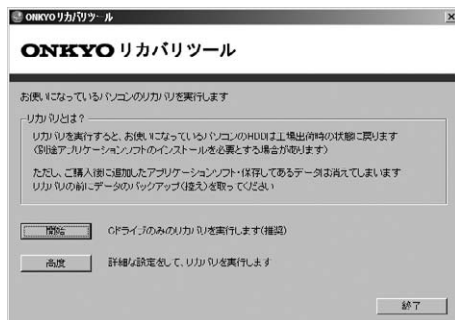 ONKYOリカバリツール
ONKYO リカバリツール
お使いになっているパソコンのリカバリを実行します
リカバリとは?
リカバリを実行すると、お使いになっているパソコンのHDDは工場出荷時の状態に戻ります
(別途アプリケーションソフトのインストールを必要とする場合があります)
ただし、ご購入後に追加したアプリケーションソフト・保存してあるデータは消えてしまいます
リカバリの前にデータのバックアップ(控え)を取ってください
開始 Cドライブのみのリカバリを実行します(推奨)
高度 詳細な設定をして、リカバリを実行します
終了